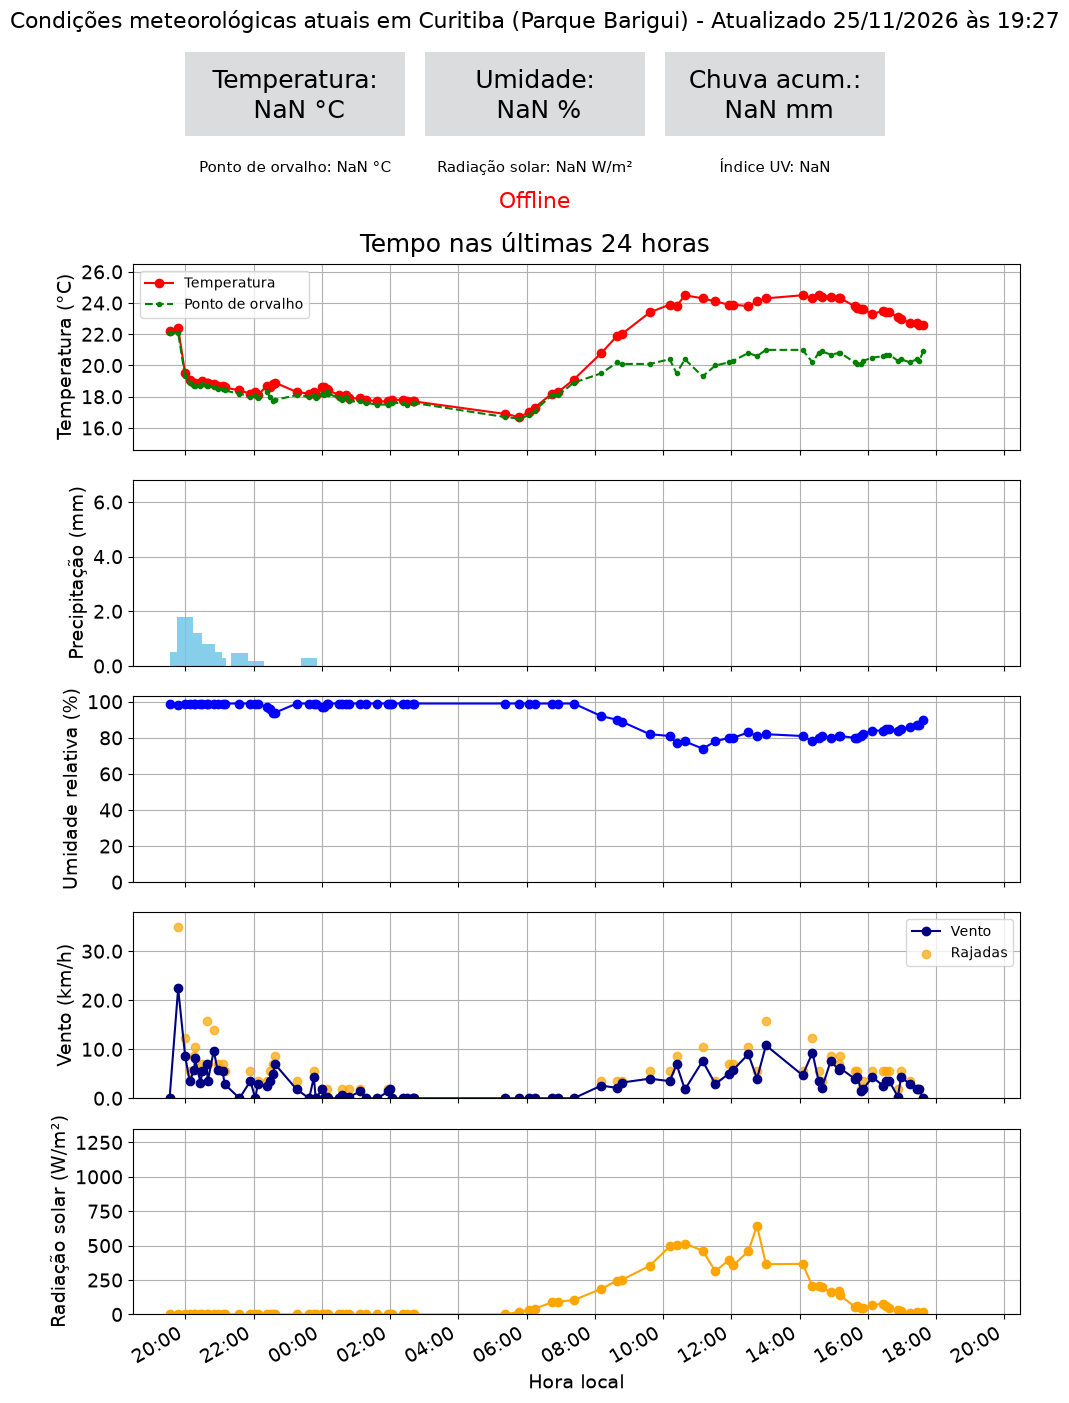 Condições meteorológicas atuais em Curitiba (Parque Barigui) - Atualizado 25/11/2026 às 19:27
Temperatura:
NaN °C
Umidade:
NaN %
Chuva acum.:
NaN mm
Ponto de orvalho: NaN °C
Radiação solar: NaN W/m²
Índice UV: NaN
Offline
Tempo nas últimas 24 horas
Temperatura (°C)
26.0
24.0
22.0
20.0
18.0
16.0
Temperatura
Ponto de orvalho
Precipitação (mm)
6.0
4.0
2.0
0.0
Umidade relativa (%)
100
80
60
40
20
0
Vento (km/h)
30.0
20.0
10.0
0.0
Vento
Rajadas
Radiação solar (W/m²)
1250
1000
750
500
250
0
20:00
22:00
00:00
02:00
04:00
06:00
08:00
10:00
12:00
14:00
16:00
18:00
20:00
Hora local